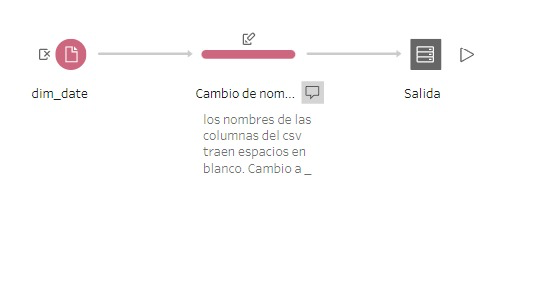 dim_date
Cambio de nom...
Salida
los nombres de las
columnas del csv
traen espacios en
blanco. Cambio a _